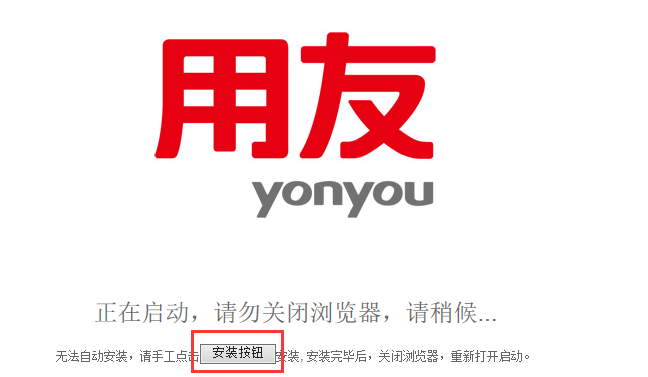 用友
yonyou
正在启动，请勿关闭浏览器，请稍候...
无法自动安装，请手工点击安装按钮安装, 安装完毕后，关闭浏览器，重新打开启动。